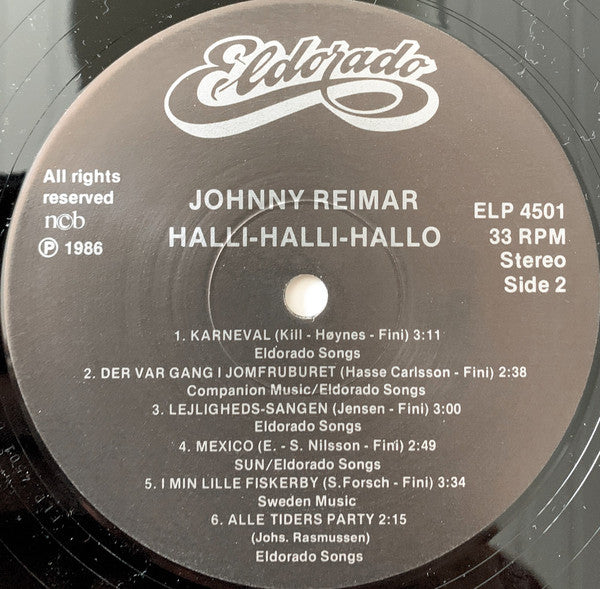 Eldorado
All rights
reserved
ncb
Ⓟ 1986
JOHNNY REIMAR
HALLI-HALLI-HALLO
ELP 4501
33 RPM
Stereo
Side 2
1. KARNEVAL (Kill - Høynes - Fini) 3:11
Eldorado Songs
2. DER VAR GANG I JOMFRUBURET (Hasse Carlsson - Fini) 2:38
Companion Music/Eldorado Songs
3. LEJLIGHEDS-SANGEN (Jensen - Fini) 3:00
Eldorado Songs
4. MEXICO (E. - S. Nilsson - Fini) 2:49
SUN/Eldorado Songs
5. I MIN LILLE FISKERBY (S.Forsch - Fini) 3:34
Sweden Music
6. ALLE TIDERS PARTY 2:15
(Johs. Rasmussen)
Eldorado Songs